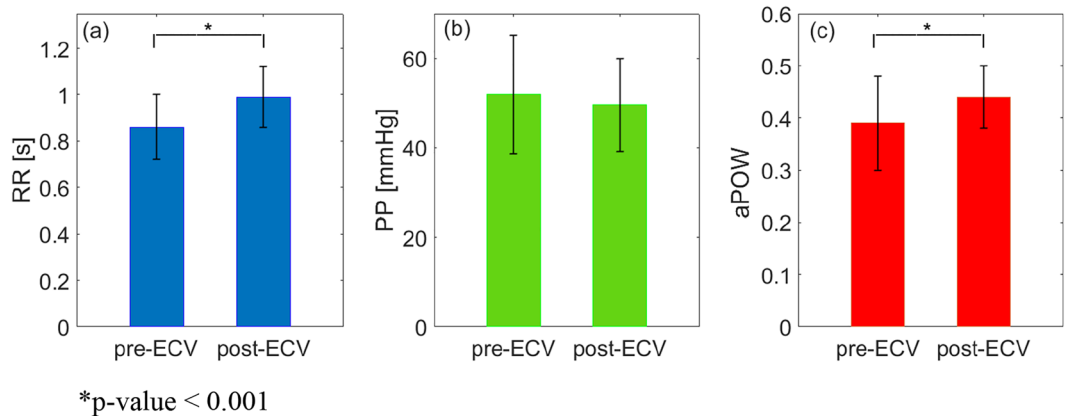 (a)
*
RR [s]
1.2
1
0.8
0.6
0.4
0.2
0
pre-ECV post-ECV
(b)
PP [mmHg]
60
40
20
0
pre-ECV post-ECV
(c)
*
aPOW
0.6
0.5
0.4
0.3
0.2
0.1
0
pre-ECV post-ECV
*p-value < 0.001